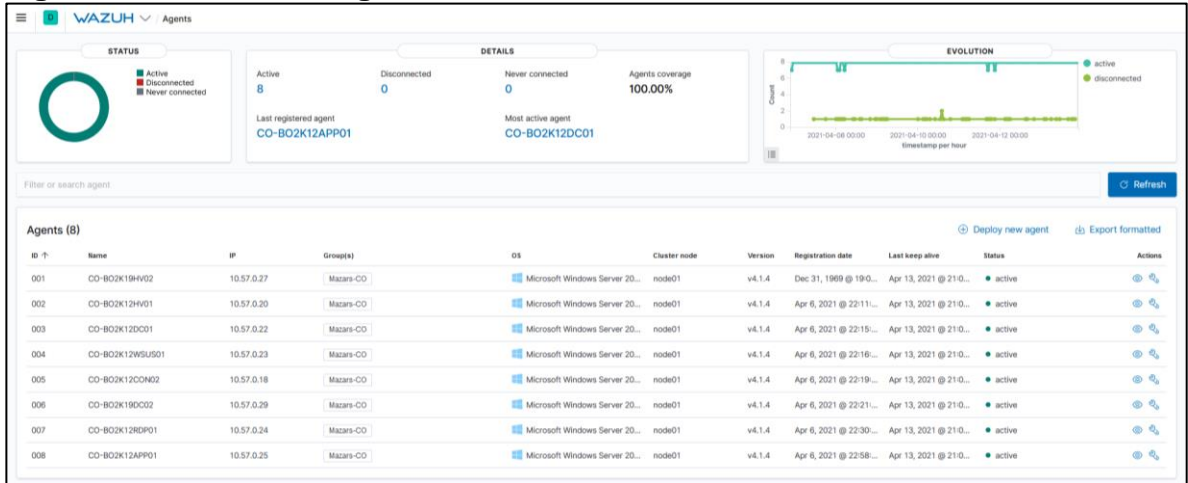 D WAZUH / Agents
STATUS
Active
Disconnected
Never connected
DETAILS
Active Disconnected Never connected Agents coverage
8 0 0 100.00%
Last registered agent Most active agent
CO-BO2K12APP01 CO-BO2K12DC01
EVOLUTION
8
6
4
2
0
Count
2021-04-08 00:00 2021-04-10 00:00 2021-04-12 00:00
timestamp per hour
active
disconnected
Filter or search agent
Refresh
Agents (8) Deploy new agent Export formatted
ID Name IP Group(s) OS Cluster node Version Registration date Last keep alive Status Actions
001 CO-BO2K19HV02 10.57.0.27 Mazars-CO Microsoft Windows Server 20... node01 v4.1.4 Dec 31, 1969 @ 19:0... Apr 13, 2021 @ 21:0... active
002 CO-BO2K12HV01 10.57.0.20 Mazars-CO Microsoft Windows Server 20... node01 v4.1.4 Apr 6, 2021 @ 22:11:... Apr 13, 2021 @ 21:0... active
003 CO-BO2K12DC01 10.57.0.22 Mazars-CO Microsoft Windows Server 20... node01 v4.1.4 Apr 6, 2021 @ 22:15:... Apr 13, 2021 @ 21:0... active
004 CO-BO2K12WSUS01 10.57.0.23 Mazars-CO Microsoft Windows Server 20... node01 v4.1.4 Apr 6, 2021 @ 22:16:... Apr 13, 2021 @ 21:0... active
005 CO-BO2K12CON02 10.57.0.18 Mazars-CO Microsoft Windows Server 20... node01 v4.1.4 Apr 6, 2021 @ 22:19:... Apr 13, 2021 @ 21:0... active
006 CO-BO2K19DC02 10.57.0.29 Mazars-CO Microsoft Windows Server 20... node01 v4.1.4 Apr 6, 2021 @ 22:21:... Apr 13, 2021 @ 21:0... active
007 CO-BO2K12RDP01 10.57.0.24 Mazars-CO Microsoft Windows Server 20... node01 v4.1.4 Apr 6, 2021 @ 22:30:... Apr 13, 2021 @ 21:0... active
008 CO-BO2K12APP01 10.57.0.25 Mazars-CO Microsoft Windows Server 20... node01 v4.1.4 Apr 6, 2021 @ 22:58:... Apr 13, 2021 @ 21:0... active